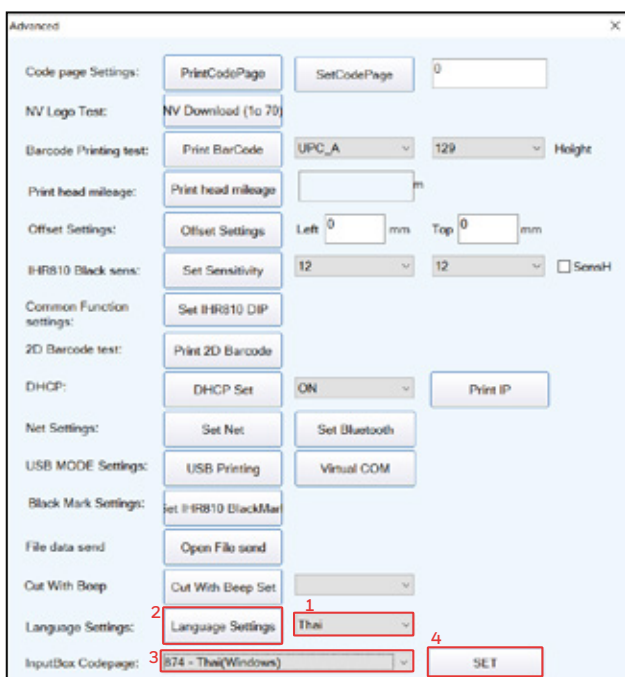 Advanced
Code page Settings: PrintCodePage SetCodePage 0
NV Logo Test: NV Download (1o 79)
Barcode Printing test: Print BarCode UPC_A 129 Height
Print head mileage: Print head mileage m
Offset Settings: Offset Settings Left 0 mm Top 0 mm
IHR810 Black sens: Set Sensitivity 12 12 SensH
Common Function settings: Set IHR810 DIP
2D Barcode test: Print 2D Barcode
DHCP: DHCP Set ON Print IP
Net Settings: Set Net Set Bluetooth
USB MODE Settings: USB Printing Virtual COM
Black Mark Settings: Set IHR810 BlackMark
File data send Open File send
Cut With Beep Cut With Beep Set
2 1
Language Settings: Language Settings Thai
3 4
InputBox Codepage: 874 - Thai(Windows) SET